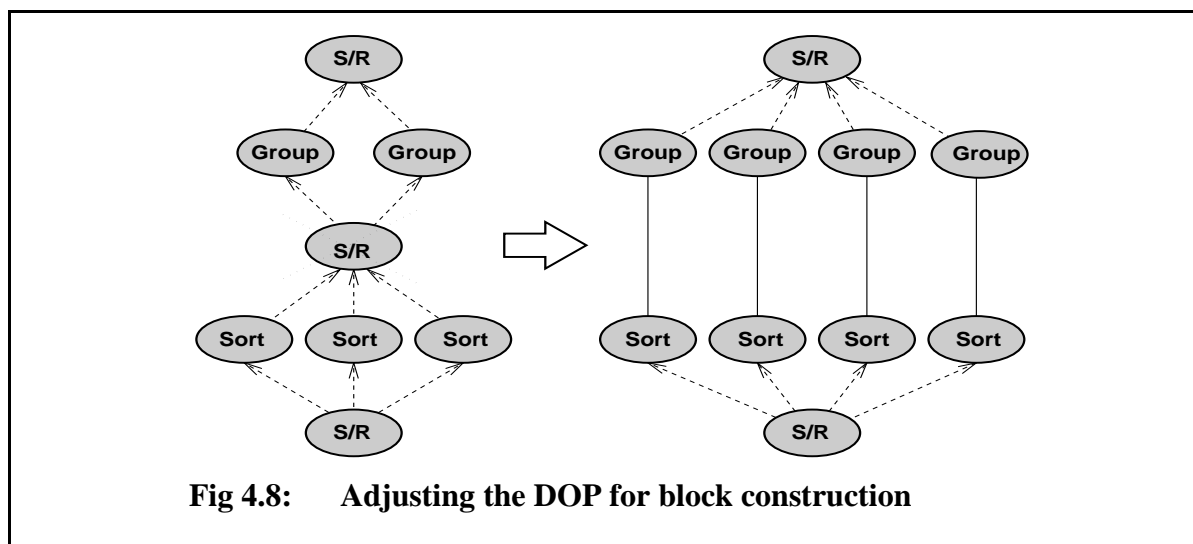 S/R S/R
Group Group Group Group Group Group
S/R
Sort Sort Sort Sort Sort Sort Sort
S/R S/R
Fig 4.8: Adjusting the DOP for block construction